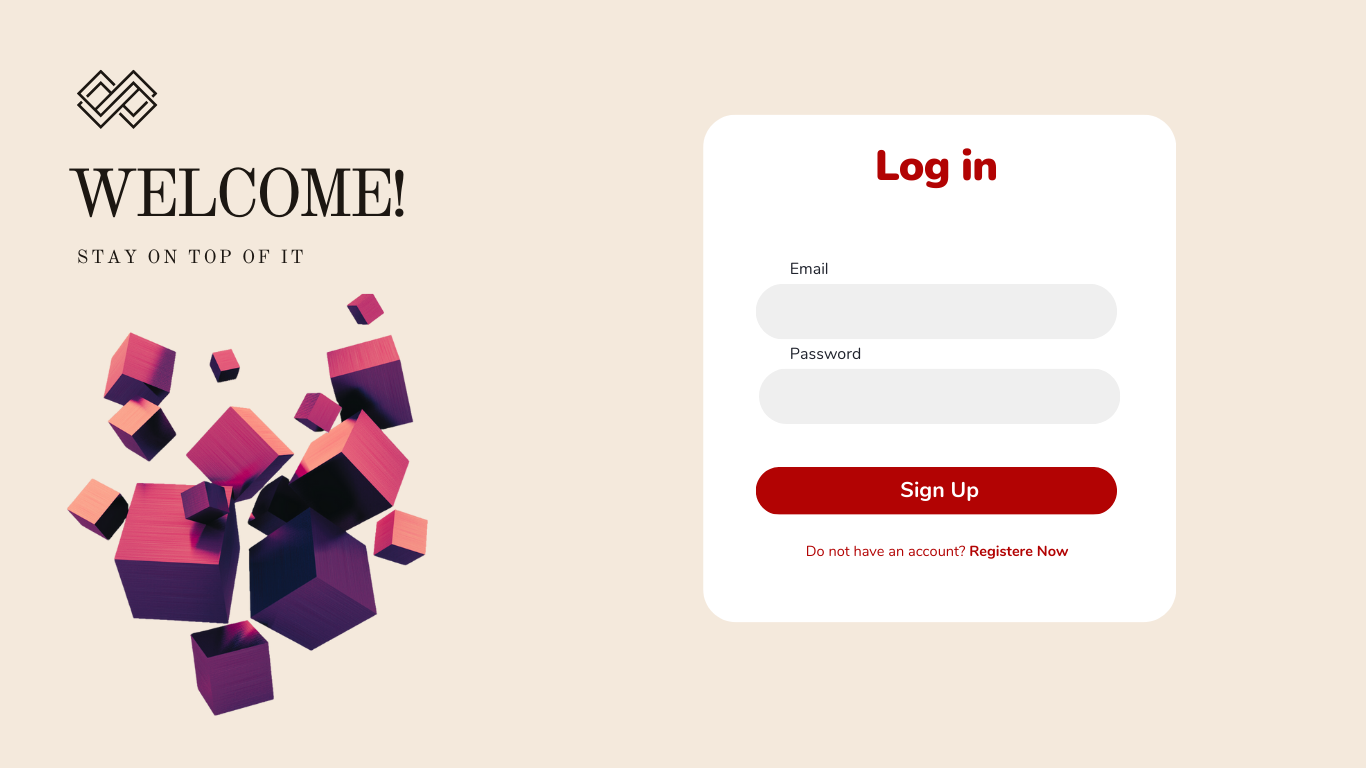 WELCOME!
STAY ON TOP OF IT
Log in
Email
Password
Sign Up
Do not have an account? Registere Now